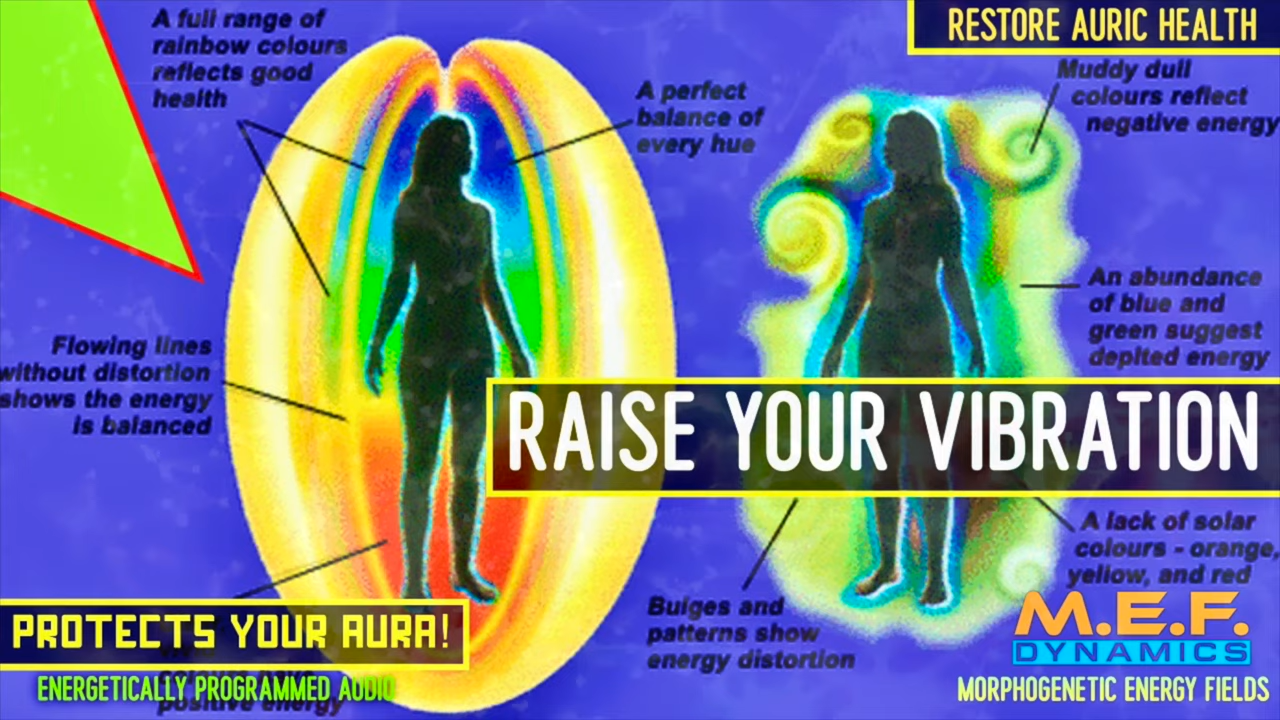 A full range of
rainbow colours
reflects good
health
A perfect
balance of
every hue
RESTORE AURIC HEALTH
Muddy dull
colours reflect
negative energy
An abundance
of blue and
green suggest
deplted energy
Flowing lines
without distortion
shows the energy
is balanced
RAISE YOUR VIBRATION
A lack of solar
colours - orange,
yellow, and red
Bulges and
patterns show
energy distortion
PROTECTS YOUR AURA!
positive energy
ENERGETICALLY PROGRAMMED AUDIO
M.E.F.
DYNAMICS
MORPHOGENETIC ENERGY FIELDS